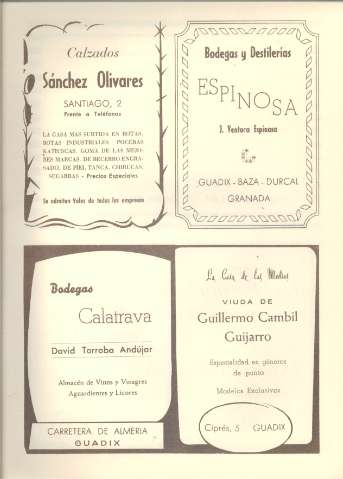 Calzados
Sánchez Olivares
SANTIAGO, 2
Frente a Teléfonos
LA CASA MAS SURTIDA EN BOTAS,
BOTAS INDUSTRIALES POCERAS
KATIUSCAS, GOMA DE LAS MEJO-
RES MARCAS, DE BECERRO ENGRA-
SADO, DE PIEL TANCA, CHIRUCAS,
SEGARRAS - Precios Especiales
Se admiten Vales de todas las empresas
Bodegas y Destilerías
ESPINOSA
J. Ventura Espinosa
GUADIX - BAZA - DURCAL
GRANADA
Bodegas
Calatrava
David Tarraba Andújar
Almacén de Vinos y Vinagres
Aguardientes y Licores
CARRETERA DE ALMERIA
GUADIX
La Casa de las Medias
VIUDA DE
Guillermo Cambil
Guijarro
Especialidad en géneros
de punto
Modelos Exclusivos
Ciprés, 5 GUADIX